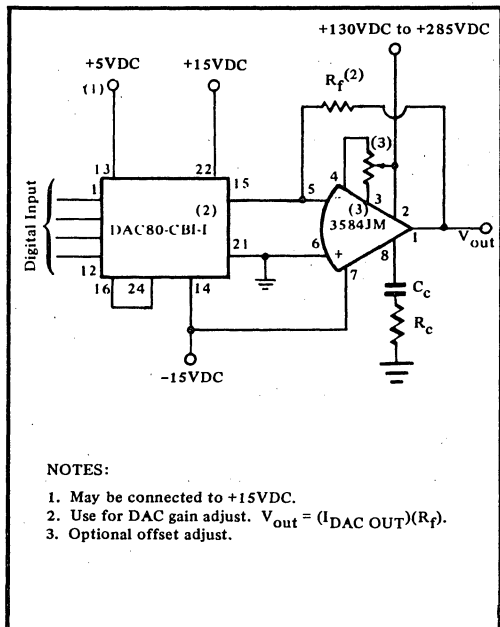 +130VDC to +285VDC
+5VDC
+15VDC
(1)
Rf(2)
(3)
13
22
4
1
15
5
-
3
(2)
(3)
2
Digital Input
DAC80-CBI-I
3584JM
1
Vout
21
6
+
8
12
7
16
24
14
Cc
Rc
-15VDC
NOTES:
1. May be connected to +15VDC.
2. Use for DAC gain adjust. Vout = (IDAC OUT)(Rf).
3. Optional offset adjust.